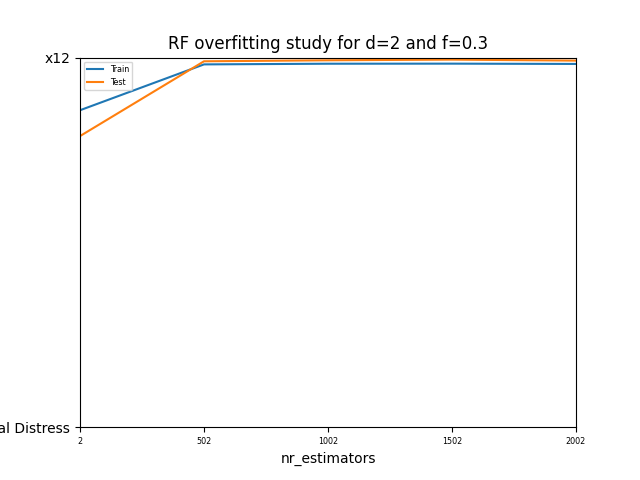 RF overfitting study for d=2 and f=0.3
x12
Train
Test
al Distress
2 502 1002 1502 2002
nr_estimators